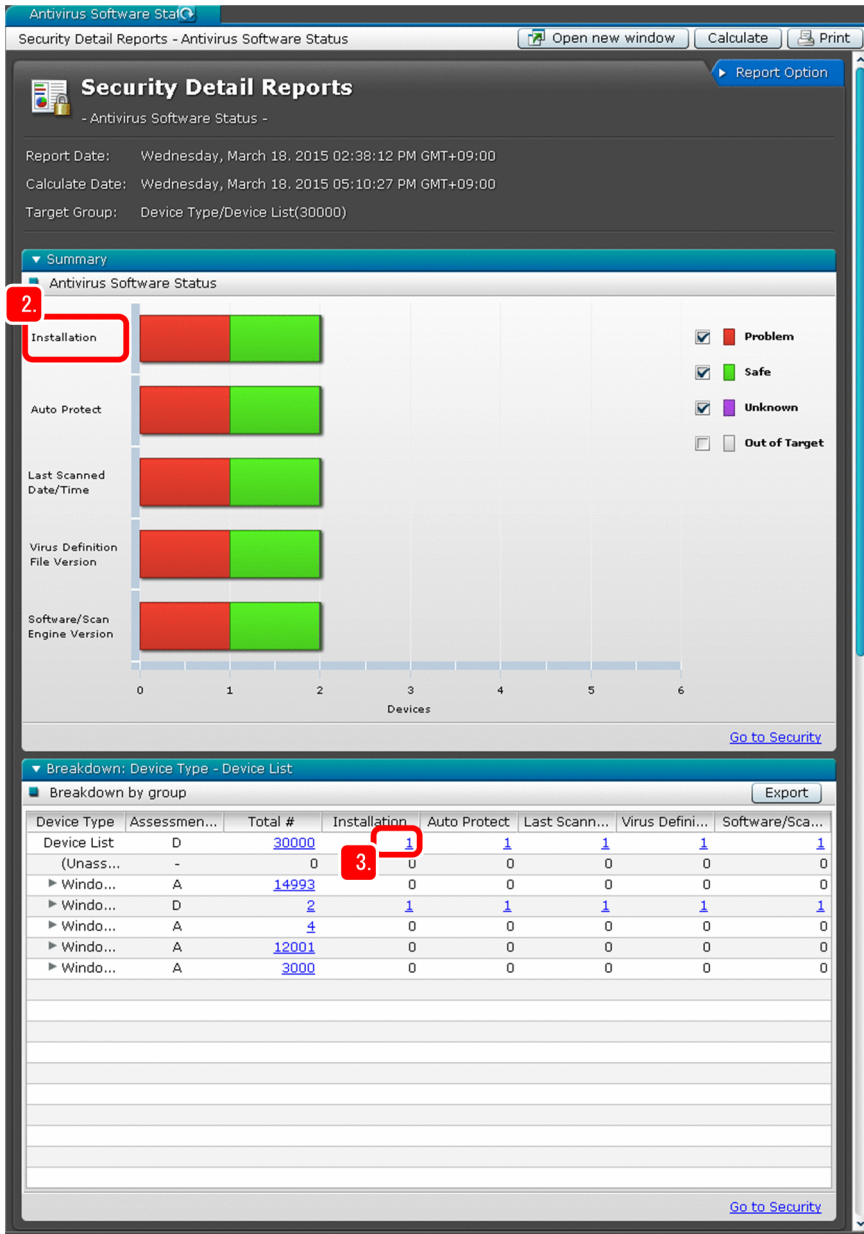 Antivirus Software Stat
Security Detail Reports - Antivirus Software Status
Open new window
Calculate
Print
Report Option
Security Detail Reports
- Antivirus Software Status -
Report Date: Wednesday, March 18. 2015 02:38:12 PM GMT+09:00
Calculate Date: Wednesday, March 18. 2015 05:10:27 PM GMT+09:00
Target Group: Device Type/Device List(30000)
Summary
Antivirus Software Status
2.
Installation
Auto Protect
Last Scanned
Date/Time
Virus Definition
File Version
Software/Scan
Engine Version
Problem
Safe
Unknown
Out of Target
0 1 2 3 4 5 6
Devices
Go to Security
Breakdown: Device Type - Device List
Breakdown by group
Export
Device Type Assessmen... Total # Installation Auto Protect Last Scann... Virus Defini... Software/Sca...
Device List D 30000 1 1 1 1 1
3.
(Unass... - 0 0 0 0 0 0
Windo... A 14993 0 0 0 0 0
Windo... D 2 1 1 1 1 1
Windo... A 4 0 0 0 0 0
Windo... A 12001 0 0 0 0 0
Windo... A 3000 0 0 0 0 0
Go to Security